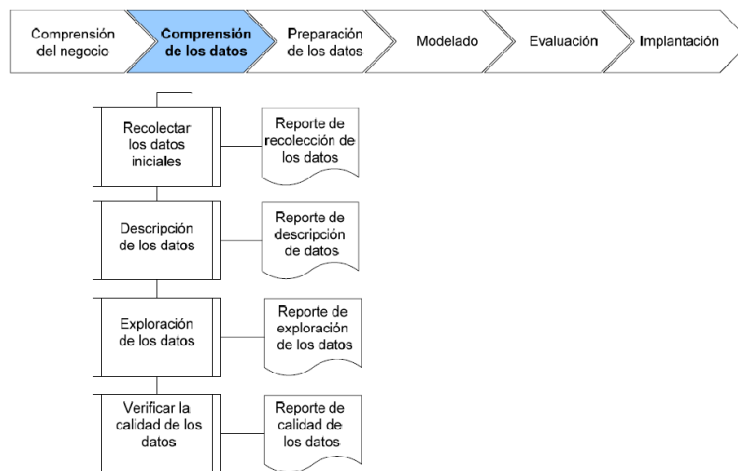 Comprensión
del negocio
Comprensión
de los datos
Preparación
de los datos
Modelado
Evaluación
Implantación
Recolectar
los datos
iniciales
Reporte de
recolección de
los datos
Descripción
de los datos
Reporte de
descripción
de datos
Exploración
de los datos
Reporte de
exploración
de los datos
Verificar la
calidad de los
datos
Reporte de
calidad de
los datos